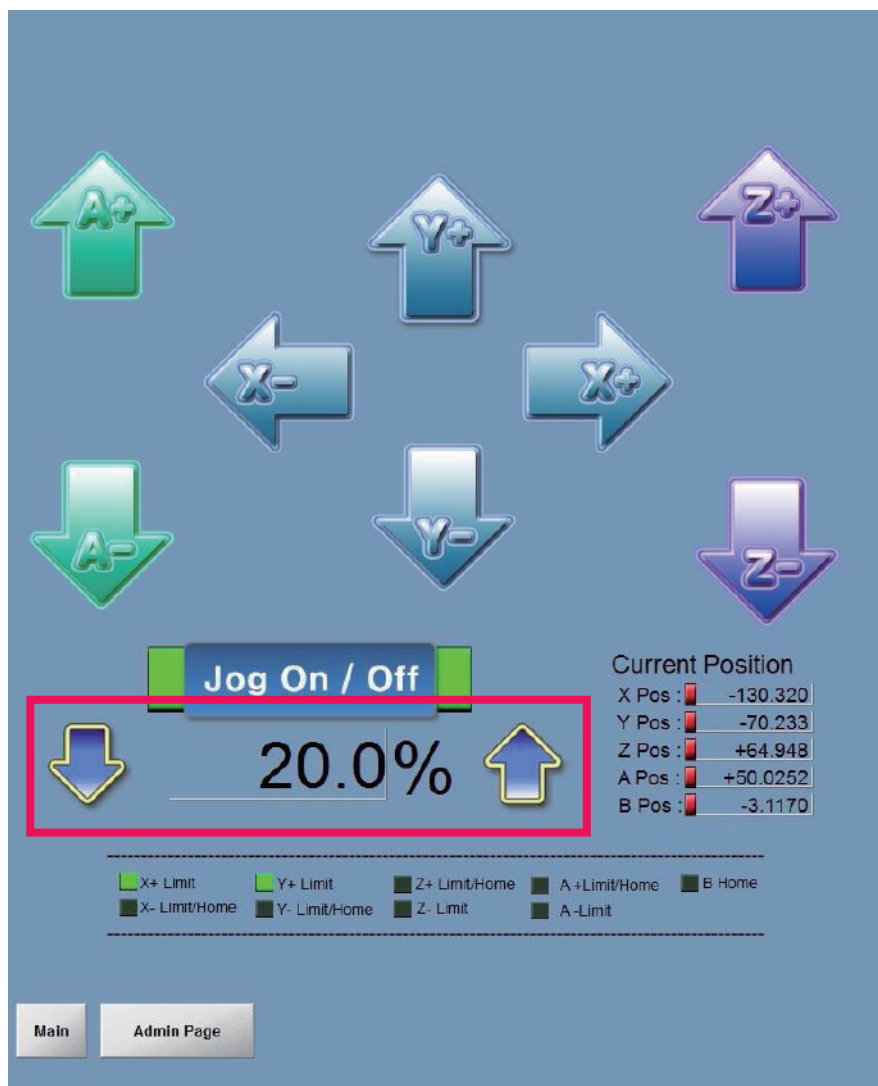 A+
Y+
Z+
X-
X+
A-
Y-
Z-
Jog On / Off
20.0%
Current Position
X Pos : -130.320
Y Pos : -70.233
Z Pos : +64.948
A Pos : +50.0252
B Pos : -3.1170
X+ Limit Y+ Limit Z+ Limit/Home A +Limit/Home B Home
X- Limit/Home Y- Limit/Home Z- Limit A -Limit
Main Admin Page